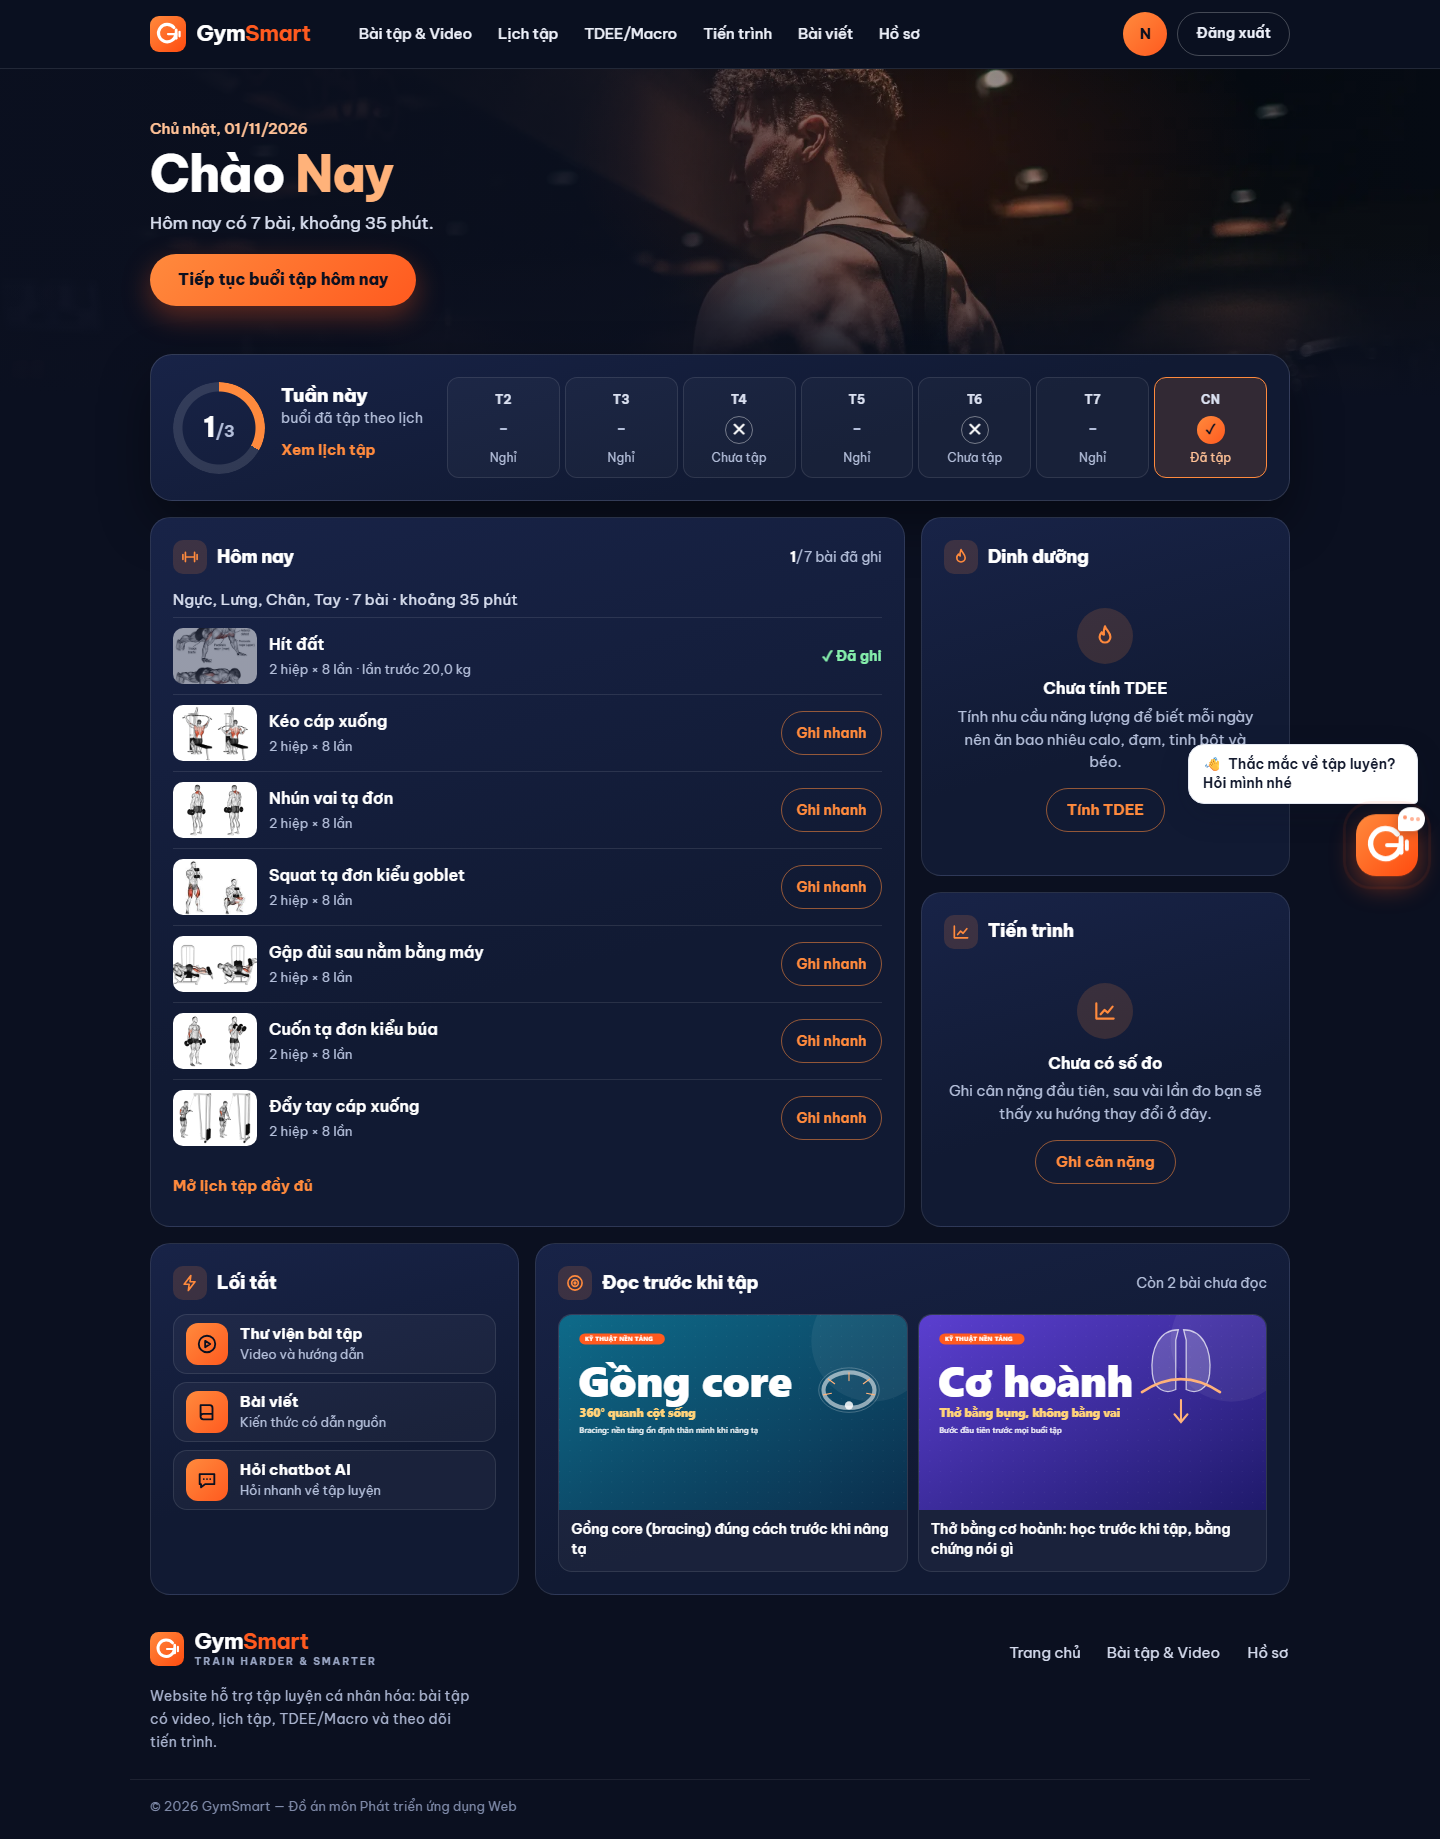 GymSmart
Bài tập & Video
Lịch tập
TDEE/Macro
Tiến trình
Bài viết
Hồ sơ
N
Đăng xuất
Chủ nhật, 01/11/2026
Chào Nay
Hôm nay có 7 bài, khoảng 35 phút.
Tiếp tục buổi tập hôm nay
1/3
Tuần này
buổi đã tập theo lịch
Xem lịch tập
T2
–
Nghỉ
T3
–
Nghỉ
T4
✕
Chưa tập
T5
–
Nghỉ
T6
✕
Chưa tập
T7
–
Nghỉ
CN
✓
Đã tập
Hôm nay
1/7 bài đã ghi
Ngực, Lưng, Chân, Tay · 7 bài · khoảng 35 phút
Hít đất
2 hiệp × 8 lần · lần trước 20,0 kg
✓ Đã ghi
Kéo cáp xuống
2 hiệp × 8 lần
Ghi nhanh
Nhún vai tạ đơn
2 hiệp × 8 lần
Ghi nhanh
Squat tạ đơn kiểu goblet
2 hiệp × 8 lần
Ghi nhanh
Gập đùi sau nằm bằng máy
2 hiệp × 8 lần
Ghi nhanh
Cuốn tạ đơn kiểu búa
2 hiệp × 8 lần
Ghi nhanh
Đẩy tay cáp xuống
2 hiệp × 8 lần
Ghi nhanh
Mở lịch tập đầy đủ
Dinh dưỡng
Chưa tính TDEE
Tính nhu cầu năng lượng để biết mỗi ngày
nên ăn bao nhiêu calo, đạm, tinh bột và
béo.
Tính TDEE
👋 Thắc mắc về tập luyện?
Hỏi mình nhé
Tiến trình
Chưa có số đo
Ghi cân nặng đầu tiên, sau vài lần đo bạn sẽ
thấy xu hướng thay đổi ở đây.
Ghi cân nặng
Lối tắt
Thư viện bài tập
Video và hướng dẫn
Bài viết
Kiến thức có dẫn nguồn
Hỏi chatbot AI
Hỏi nhanh về tập luyện
Đọc trước khi tập
Còn 2 bài chưa đọc
KỸ THUẬT NỀN TẢNG
Gồng core
360° quanh cột sống
Bracing: nền tảng ổn định thân mình khi nâng tạ
Gồng core (bracing) đúng cách trước khi nâng
tạ
KỸ THUẬT NỀN TẢNG
Cơ hoành
Thở bằng bụng, không bằng vai
Bước đầu tiên trước mọi buổi tập
Thở bằng cơ hoành: học trước khi tập, bằng
chứng nói gì
GymSmart
TRAIN HARDER & SMARTER
Website hỗ trợ tập luyện cá nhân hóa: bài tập
có video, lịch tập, TDEE/Macro và theo dõi
tiến trình.
Trang chủ
Bài tập & Video
Hồ sơ
© 2026 GymSmart — Đồ án môn Phát triển ứng dụng Web